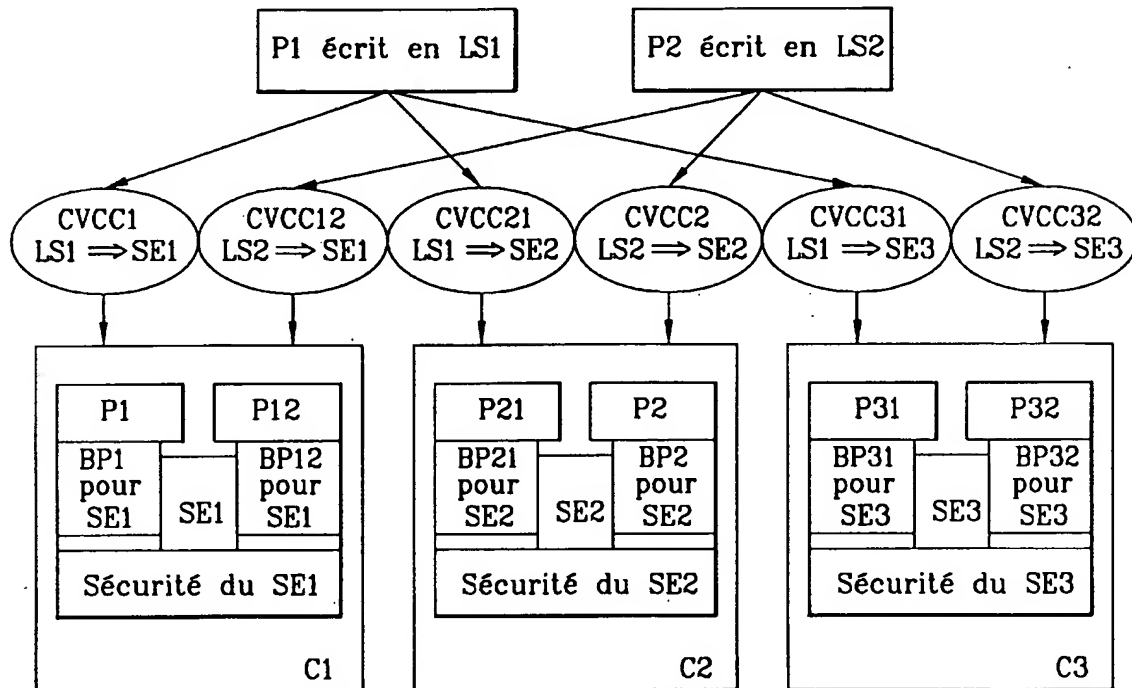 P1 écrit en LS1
P2 écrit en LS2
CVCC1
LS1 ⇒ SE1
CVCC12
LS2 ⇒ SE1
CVCC21
LS1 ⇒ SE2
CVCC2
LS2 ⇒ SE2
CVCC31
LS1 ⇒ SE3
CVCC32
LS2 ⇒ SE3
P1
P12
BP1
pour
SE1
SE1
BP12
pour
SE1
Sécurité du SE1
C1
P21
P2
BP21
pour
SE2
SE2
BP2
pour
SE2
Sécurité du SE2
C2
P31
P32
BP31
pour
SE3
SE3
BP32
pour
SE3
Sécurité du SE3
C3